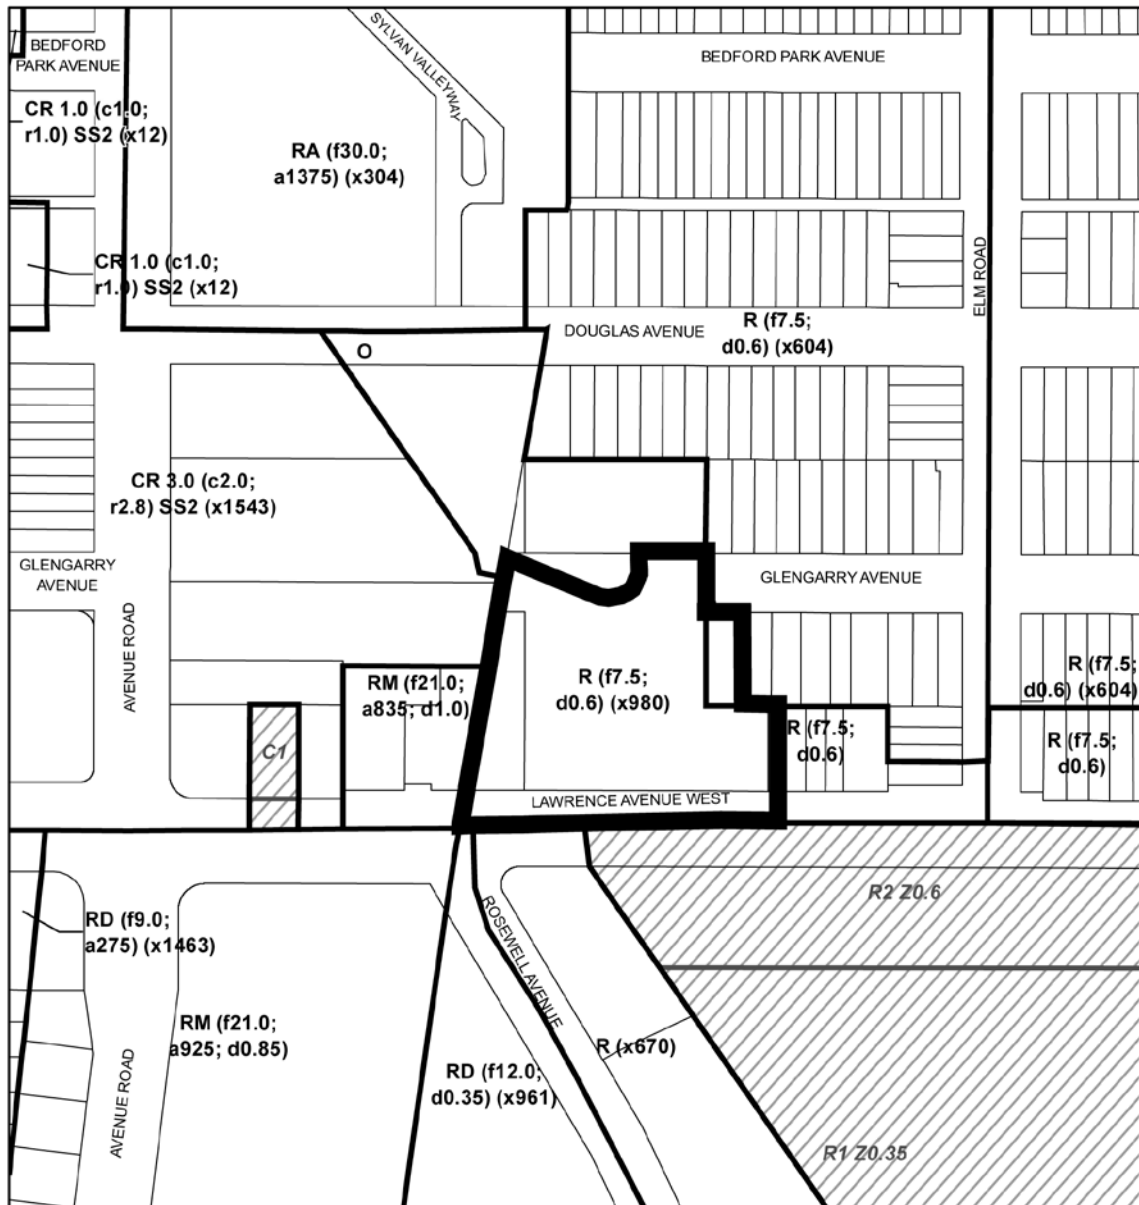 BEDFORD
PARK AVENUE
SYLVAN VALLEYWAY
BEDFORD PARK AVENUE
CR 1.0 (c1.0;
r1.0) SS2 (x12)
RA (f30.0;
a1375) (x304)
CR 1.0 (c1.0;
r1.0) SS2 (x12)
ELM ROAD
O
DOUGLAS AVENUE
R (f7.5;
d0.6) (x604)
CR 3.0 (c2.0;
r2.8) SS2 (x1543)
GLENGARRY
AVENUE
GLENGARRY AVENUE
AVENUE ROAD
RM (f21.0;
a835; d1.0)
R (f7.5;
d0.6) (x980)
R (f7.5;
d0.6) (x604)
C1
R (f7.5;
d0.6)
R (f7.5;
d0.6)
LAWRENCE AVENUE WEST
R2 Z0.6
RD (f9.0;
a275) (x1463)
ROSEWELL AVENUE
RM (f21.0;
a925; d0.85)
R (x670)
AVENUE ROAD
RD (f12.0;
d0.35) (x961)
R1 Z0.35